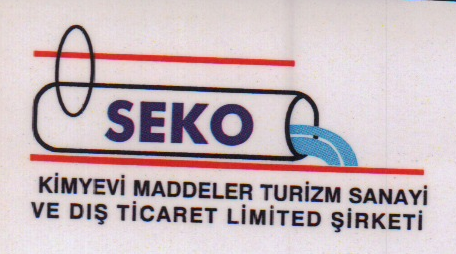 SEKO
KİMYEVİ MADDELER TURİZM SANAYİ
VE DIŞ TİCARET LİMİTED ŞİRKETİ